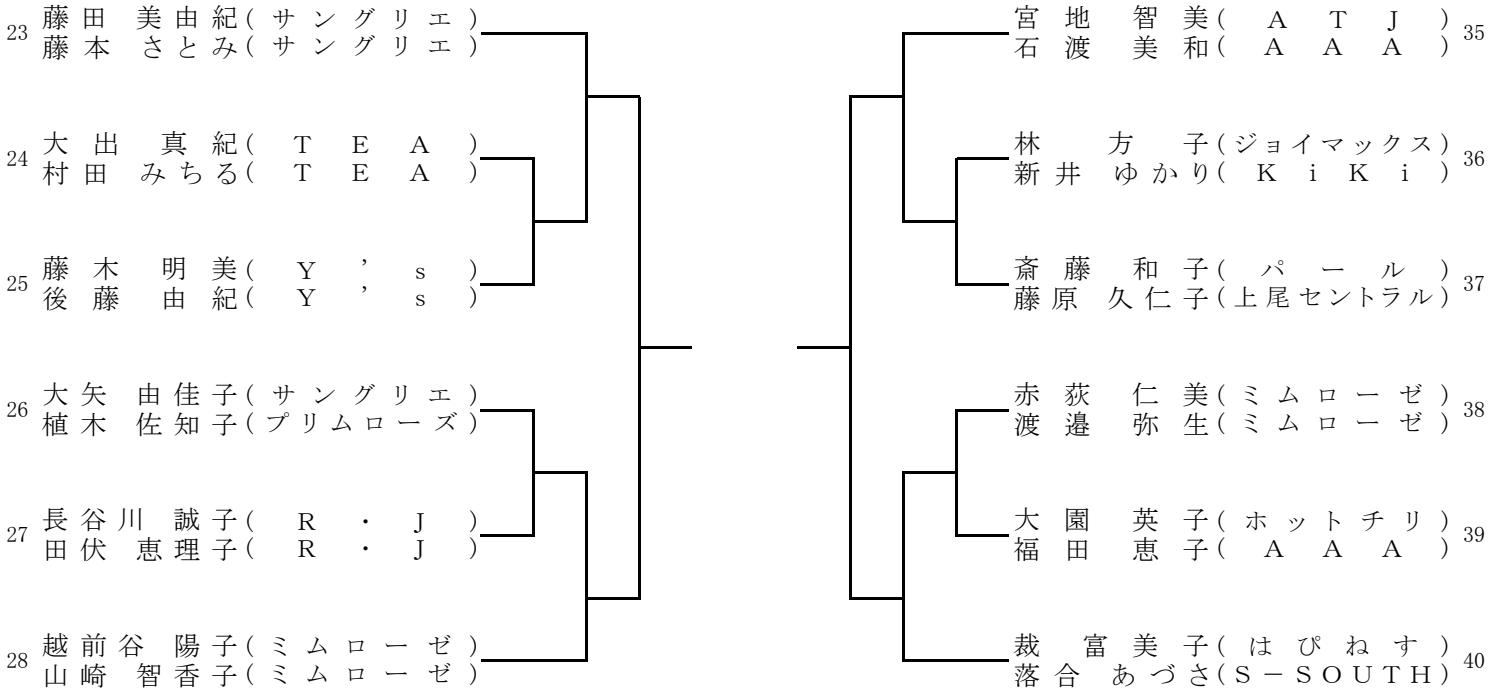 23 藤田 美由紀(サングリエ)
藤本 さとみ(サングリエ)
24 大出 真紀(TEA)
村田 みちる(TEA)
25 藤木 明美(Y’s)
後藤 由紀(Y’s)
26 大矢 由佳子(サングリエ)
植木 佐知子(プリムローズ)
27 長谷川 誠子(R・J)
田伏 恵理子(R・J)
28 越前谷 陽子(ミムローゼ)
山崎 智香子(ミムローゼ)
宮地 智美(ATJ) 35
石渡 美和(AAA)
林 方子(ジョイマックス) 36
新井 ゆかり(KiKi)
斎藤 和子(パール) 37
藤原 久仁子(上尾セントラル)
赤荻 仁美(ミムローゼ) 38
渡邉 弥生(ミムローゼ)
大園 英子(ホットチリ) 39
福田 恵子(AAA)
裁 富美子(はぴねす) 40
落合 あづさ(S-SOUTH)